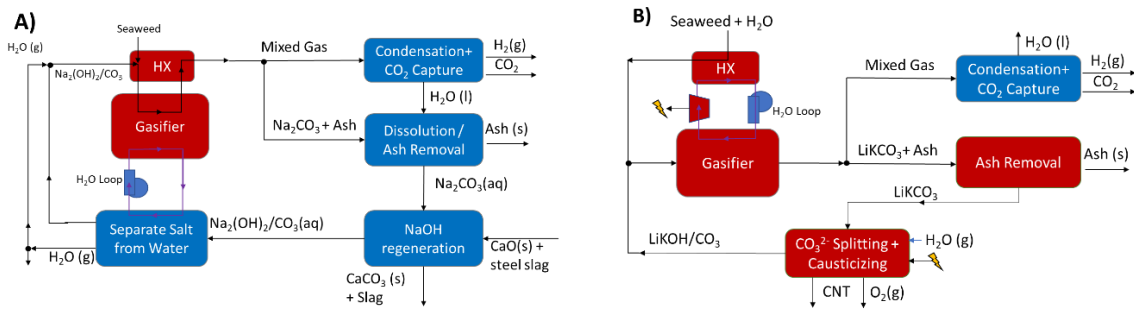 A)
Seaweed
H₂O (g)
Na₂(OH)₂/CO₃
HX
Mixed Gas
Condensation+
CO₂ Capture
H₂(g)
CO₂
H₂O (l)
Gasifier
Na₂CO₃ + Ash
Dissolution /
Ash Removal
Ash (s)
H₂O Loop
Na₂CO₃(aq)
Separate Salt
from Water
Na₂(OH)₂/CO₃(aq)
NaOH
regeneration
H₂O (g)
CaO(s) +
steel slag
CaCO₃ (s)
+ Slag
B)
Seaweed + H₂O
H₂O (l)
HX
Mixed Gas
Condensation+
CO₂ Capture
H₂(g)
CO₂
H₂O Loop
Gasifier
LiKCO₃+ Ash
Ash Removal
Ash (s)
LiKCO₃
LiKOH/CO₃
CO₃²⁻ Splitting +
Causticizing
H₂O (g)
CNT
O₂(g)